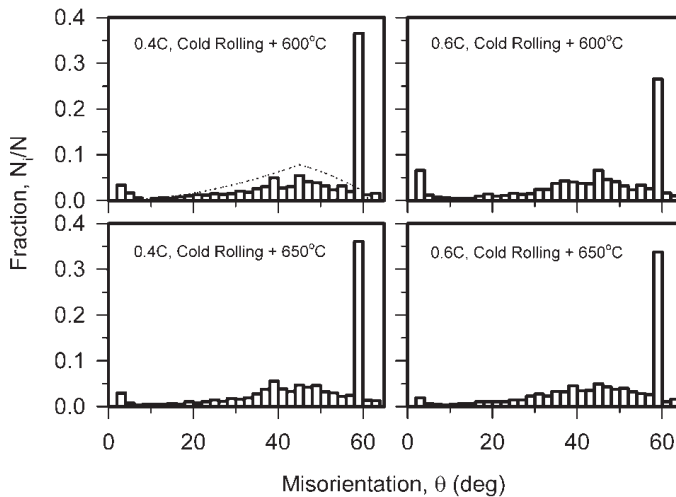 0.4
0.3
0.2
0.1
0.0
0.4C, Cold Rolling + 600°C
0.6C, Cold Rolling + 600°C
Fraction, Nᵢ/N
0.4
0.3
0.2
0.1
0.0
0.4C, Cold Rolling + 650°C
0.6C, Cold Rolling + 650°C
0 20 40 60 0 20 40 60
Misorientation, θ (deg)